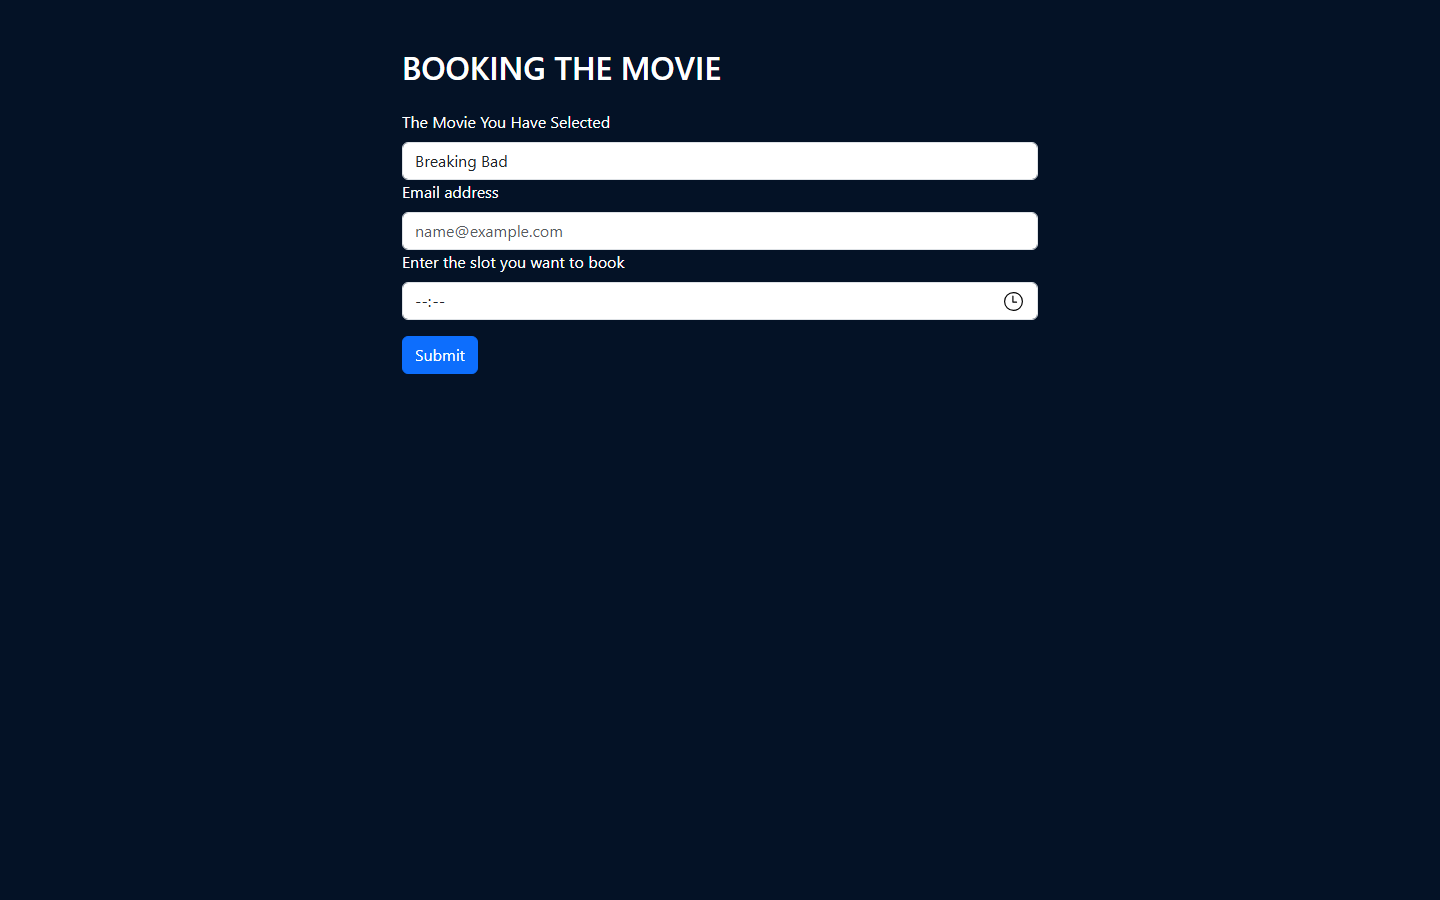 BOOKING THE MOVIE
The Movie You Have Selected
Breaking Bad
Email address
name@example.com
Enter the slot you want to book
--:--
Submit